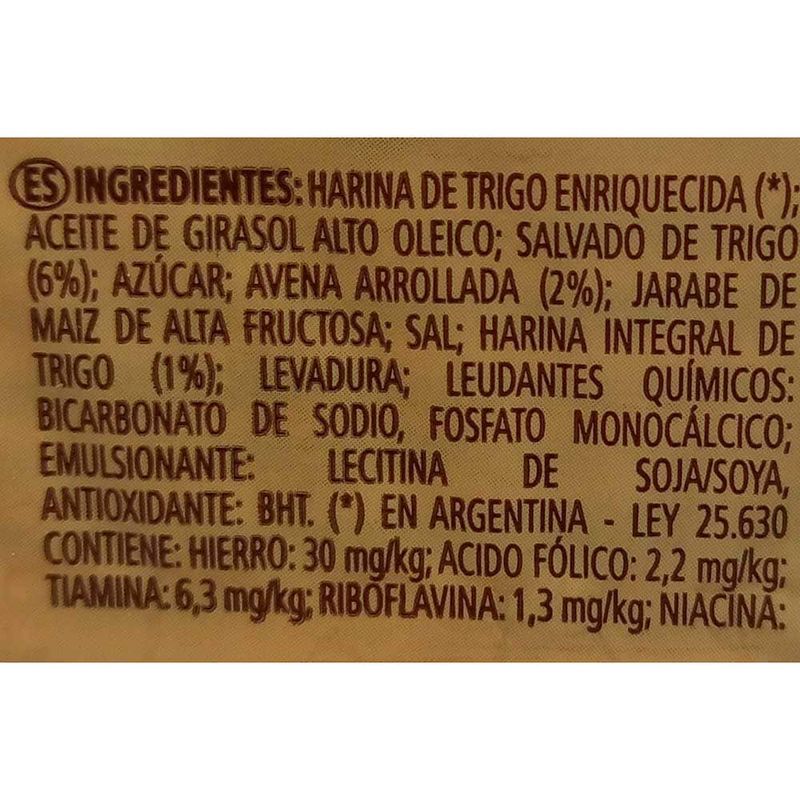 ES INGREDIENTES: HARINA DE TRIGO ENRIQUECIDA (*);
ACEITE DE GIRASOL ALTO OLEICO; SALVADO DE TRIGO
(6%); AZÚCAR; AVENA ARROLLADA (2%); JARABE DE
MAIZ DE ALTA FRUCTOSA; SAL; HARINA INTEGRAL DE
TRIGO (1%); LEVADURA; LEUDANTES QUÍMICOS:
BICARBONATO DE SODIO, FOSFATO MONOCÁLCICO;
EMULSIONANTE: LECITINA DE SOJA/SOYA,
ANTIOXIDANTE: BHT. (*) EN ARGENTINA - LEY 25.630
CONTIENE: HIERRO: 30 mg/kg; ACIDO FÓLICO: 2,2 mg/kg;
TIAMINA: 6,3 mg/kg; RIBOFLAVINA: 1,3 mg/kg; NIACINA: